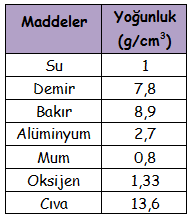 Maddeler Yoğunluk (g/cm³)
Su 1
Demir 7,8
Bakır 8,9
Alüminyum 2,7
Mum 0,8
Oksijen 1,33
Cıva 13,6